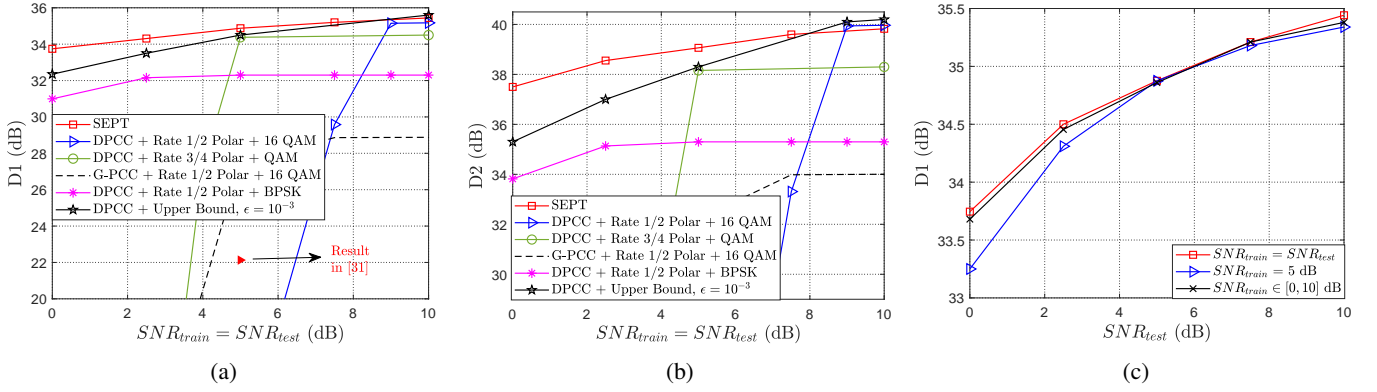 36
34
32
30
28
26
24
22
20
D1 (dB)
0 2 4 6 8 10
SNR_train = SNR_test (dB)
SEPT
DPCC + Rate 1/2 Polar + 16 QAM
DPCC + Rate 3/4 Polar + QAM
G-PCC + Rate 1/2 Polar + 16 QAM
DPCC + Rate 1/2 Polar + BPSK
DPCC + Upper Bound, ϵ = 10^{-3}
Result
in [31]
(a)
40
38
36
34
32
30
D2 (dB)
0 2 4 6 8 10
SNR_train = SNR_test (dB)
SEPT
DPCC + Rate 1/2 Polar + 16 QAM
DPCC + Rate 3/4 Polar + QAM
G-PCC + Rate 1/2 Polar + 16 QAM
DPCC + Rate 1/2 Polar + BPSK
DPCC + Upper Bound, ϵ = 10^{-3}
(b)
35.5
35
34.5
34
33.5
33
D1 (dB)
0 2 4 6 8 10
SNR_test (dB)
SNR_train = SNR_test
SNR_train = 5 dB
SNR_train ∈ [0, 10] dB
(c)